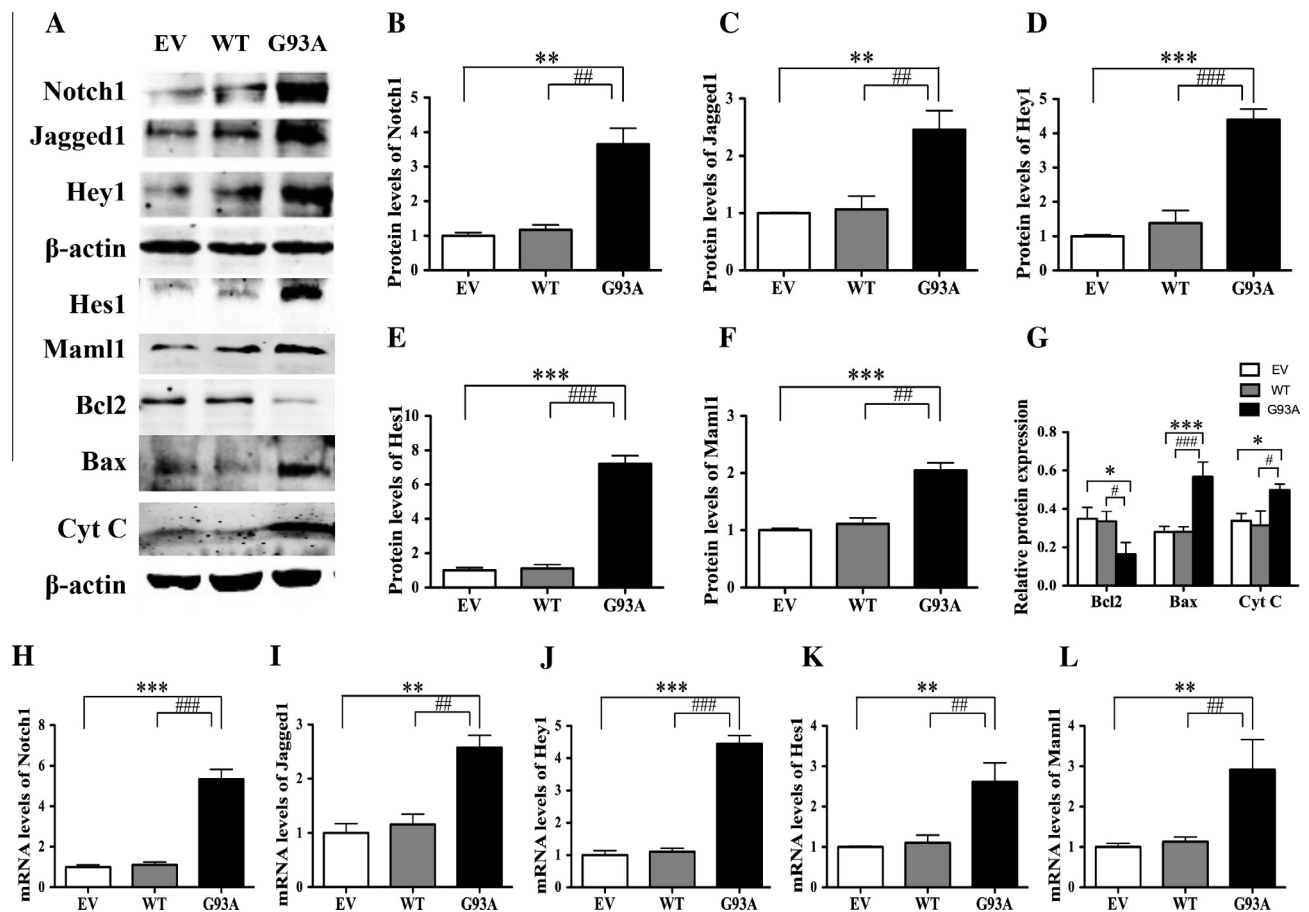 A
EV WT G93A
Notch1
Jagged1
Hey1
β-actin
Hes1
Maml1
Bcl2
Bax
Cyt C
β-actin
B
**
##
Protein levels of Notch1
5
4
3
2
1
0
EV WT G93A
C
**
##
Protein levels of Jagged1
3
2
1
0
EV WT G93A
D
***
###
Protein levels of Hey1
5
4
3
2
1
0
EV WT G93A
E
***
###
Protein levels of Hes1
8
6
4
2
0
EV WT G93A
F
***
##
Protein levels of Maml1
3
2
1
0
EV WT G93A
G
EV
WT
G93A
Relative protein expression
0.8
0.6
0.4
0.2
0.0
* # *** ### * #
Bcl2 Bax Cyt C
H
***
###
mRNA levels of Notch1
8
6
4
2
0
EV WT G93A
I
**
##
mRNA levels of Jagged1
3
2
1
0
EV WT G93A
J
***
###
mRNA levels of Hey1
5
4
3
2
1
0
EV WT G93A
K
**
##
mRNA levels of Hes1
4
3
2
1
0
EV WT G93A
L
**
##
mRNA levels of Maml1
4
3
2
1
0
EV WT G93A